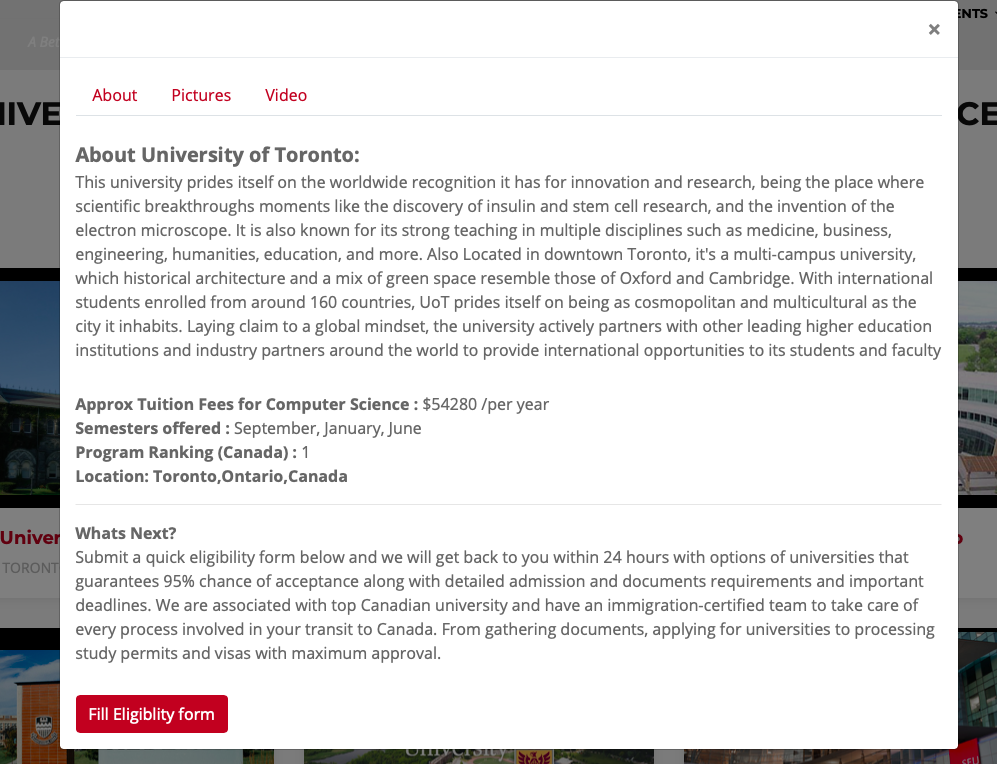 ENTS
×
A Bet
About Pictures Video
IVE
CE
About University of Toronto:
This university prides itself on the worldwide recognition it has for innovation and research, being the place where
scientific breakthroughs moments like the discovery of insulin and stem cell research, and the invention of the
electron microscope. It is also known for its strong teaching in multiple disciplines such as medicine, business,
engineering, humanities, education, and more. Also Located in downtown Toronto, it's a multi-campus university,
which historical architecture and a mix of green space resemble those of Oxford and Cambridge. With international
students enrolled from around 160 countries, UoT prides itself on being as cosmopolitan and multicultural as the
city it inhabits. Laying claim to a global mindset, the university actively partners with other leading higher education
institutions and industry partners around the world to provide international opportunities to its students and faculty
Approx Tuition Fees for Computer Science : $54280 /per year
Semesters offered : September, January, June
Program Ranking (Canada) : 1
Location: Toronto,Ontario,Canada
Whats Next?
Univer
Submit a quick eligibility form below and we will get back to you within 24 hours with options of universities that
TORONT
guarantees 95% chance of acceptance along with detailed admission and documents requirements and important
deadlines. We are associated with top Canadian university and have an immigration-certified team to take care of
every process involved in your transit to Canada. From gathering documents, applying for universities to processing
study permits and visas with maximum approval.
Fill Eligiblity form
University
SFU